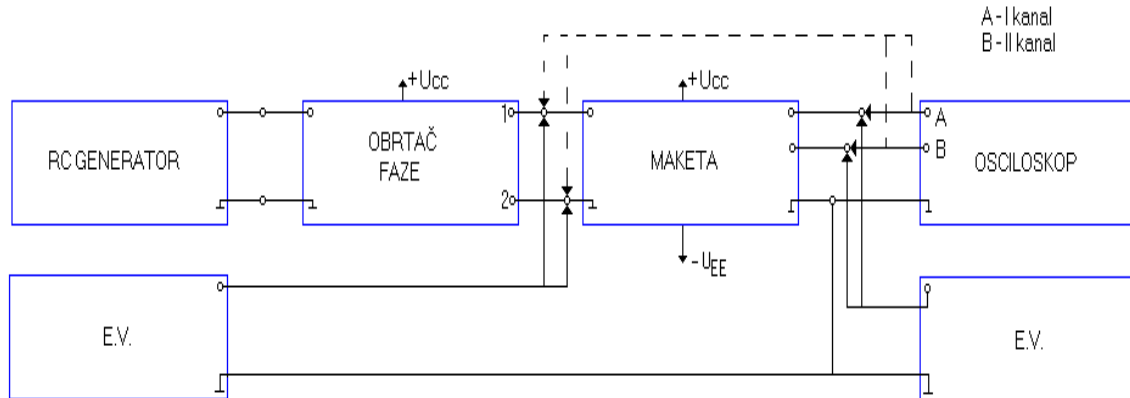 A - I kanal
B - II kanal
+Ucc
+Ucc
RC GENERATOR
OBRTAČ
FAZE
1
2
MAKETA
A
B
OSCILOSKOP
- UEE
E.V.
E.V.